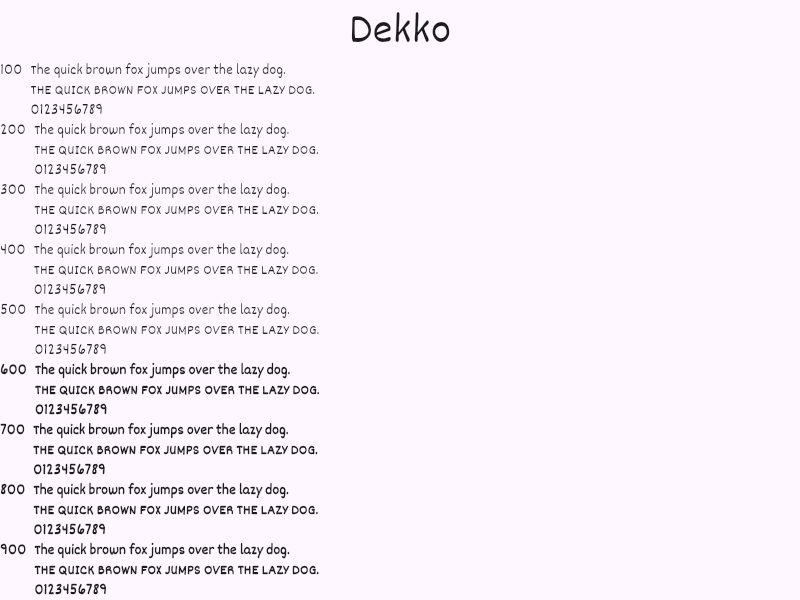 Dekko
100 The quick brown fox jumps over the lazy dog.
THE QUICK BROWN FOX JUMPS OVER THE LAZY DOG.
0123456789
200 The quick brown fox jumps over the lazy dog.
THE QUICK BROWN FOX JUMPS OVER THE LAZY DOG.
0123456789
300 The quick brown fox jumps over the lazy dog.
THE QUICK BROWN FOX JUMPS OVER THE LAZY DOG.
0123456789
400 The quick brown fox jumps over the lazy dog.
THE QUICK BROWN FOX JUMPS OVER THE LAZY DOG.
0123456789
500 The quick brown fox jumps over the lazy dog.
THE QUICK BROWN FOX JUMPS OVER THE LAZY DOG.
0123456789
600 The quick brown fox jumps over the lazy dog.
THE QUICK BROWN FOX JUMPS OVER THE LAZY DOG.
0123456789
700 The quick brown fox jumps over the lazy dog.
THE QUICK BROWN FOX JUMPS OVER THE LAZY DOG.
0123456789
800 The quick brown fox jumps over the lazy dog.
THE QUICK BROWN FOX JUMPS OVER THE LAZY DOG.
0123456789
900 The quick brown fox jumps over the lazy dog.
THE QUICK BROWN FOX JUMPS OVER THE LAZY DOG.
0123456789